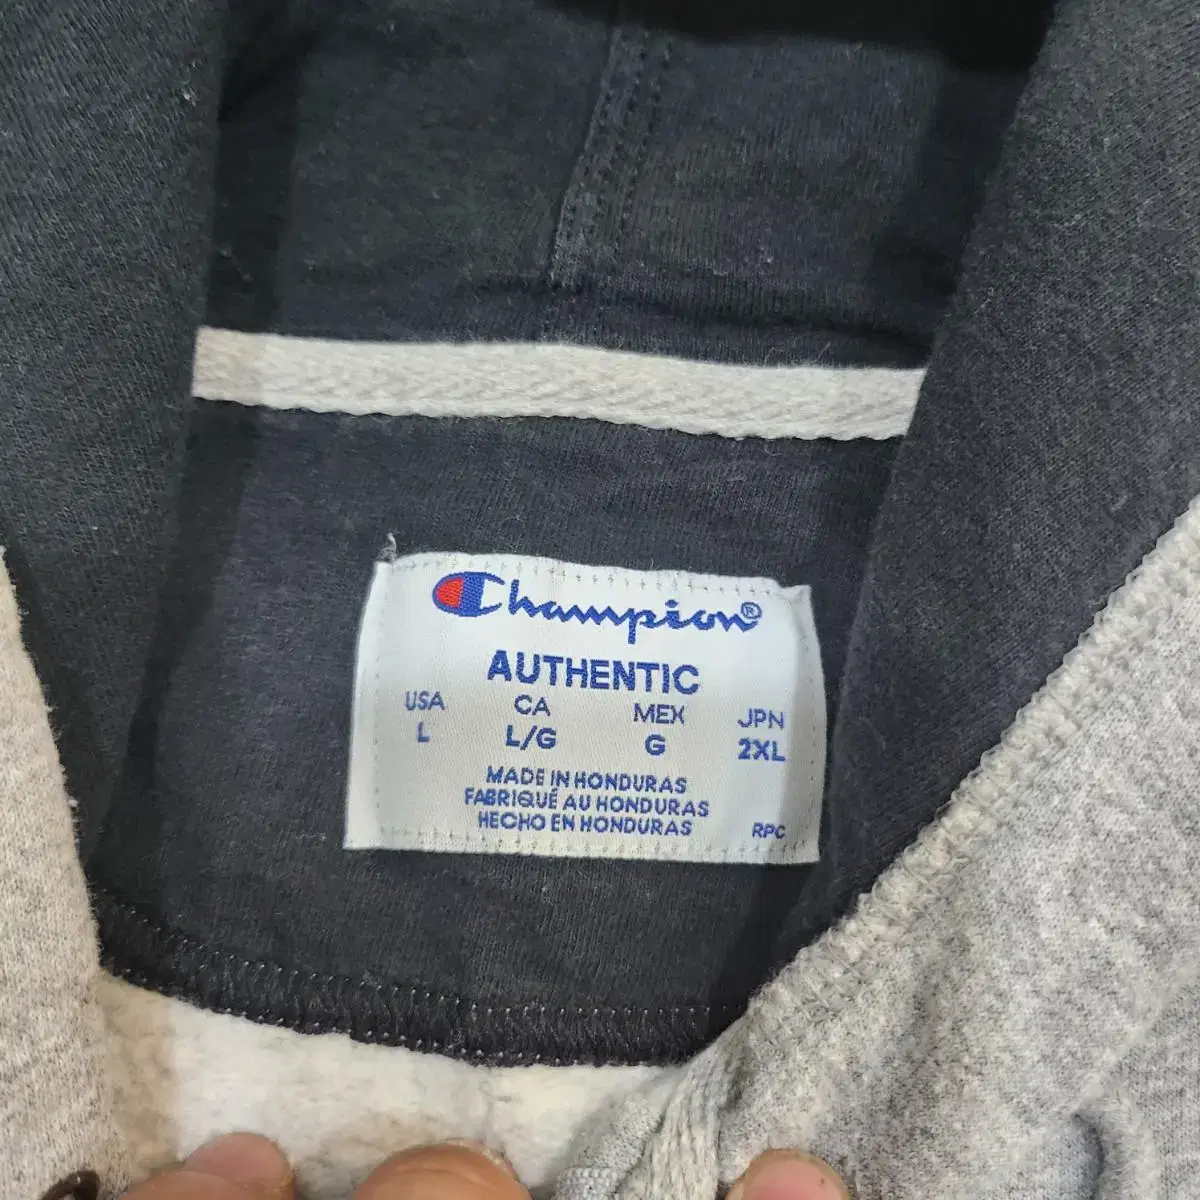 Champion®
AUTHENTIC
USA CA MEX JPN
L L/G G 2XL
MADE IN HONDURAS
FABRIQUÉ AU HONDURAS
HECHO EN HONDURAS RPC